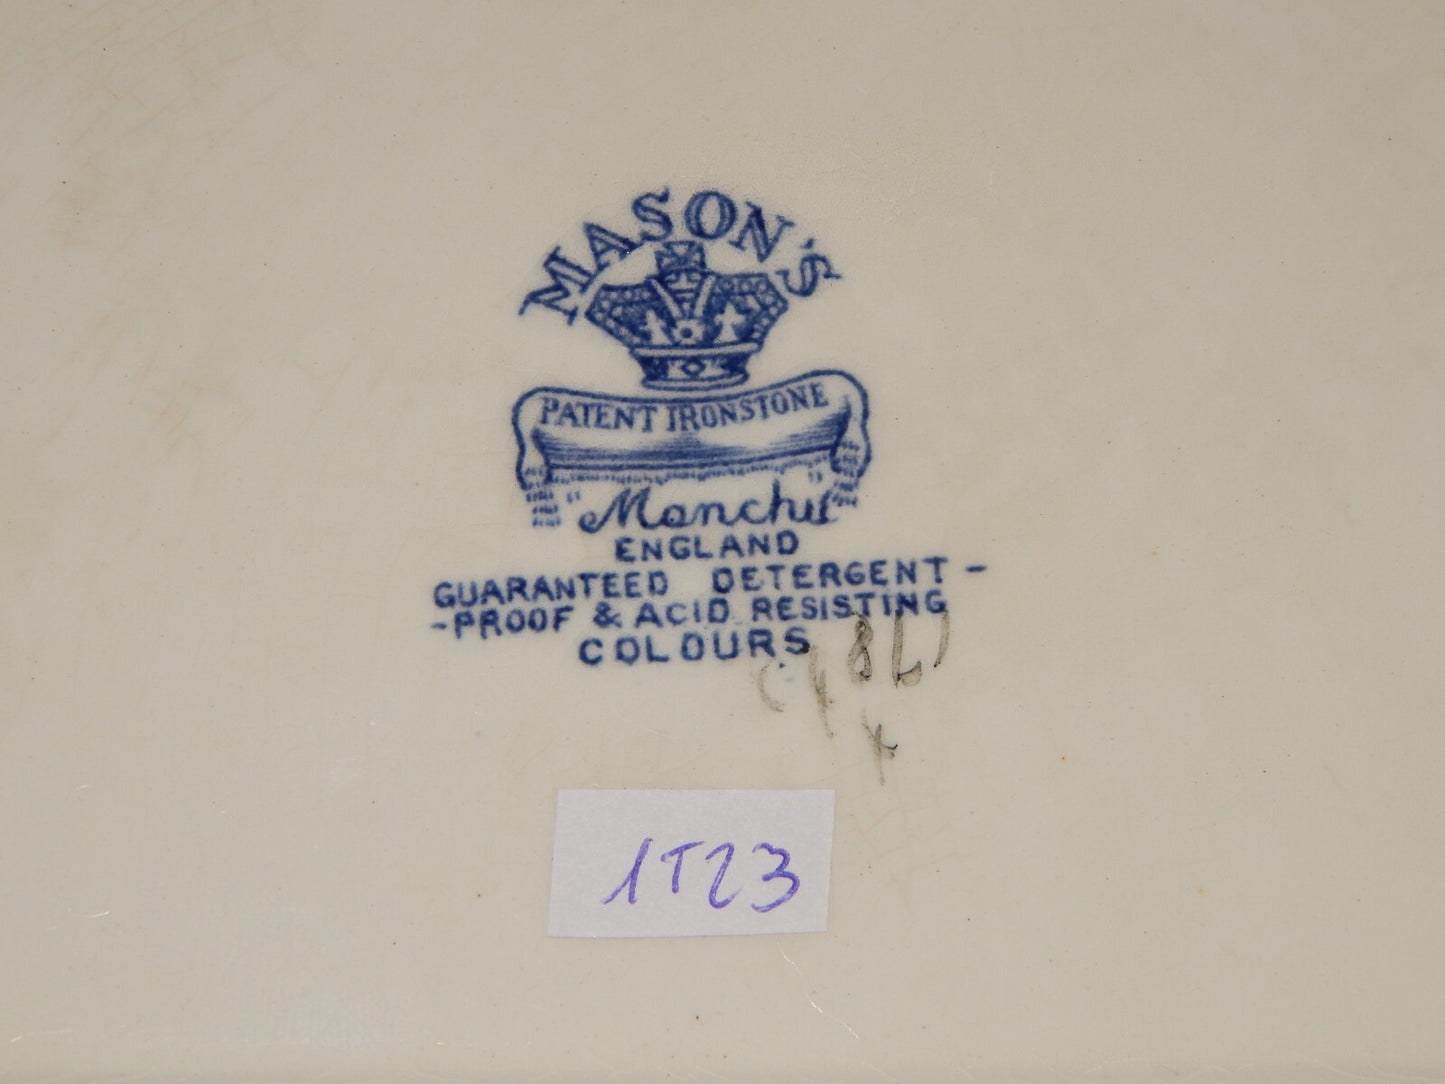 MASON'S
PATENT IRONSTONE
"Manchu"
ENGLAND
GUARANTEED DETERGENT -
-PROOF & ACID RESISTING
COLOURS
1T23